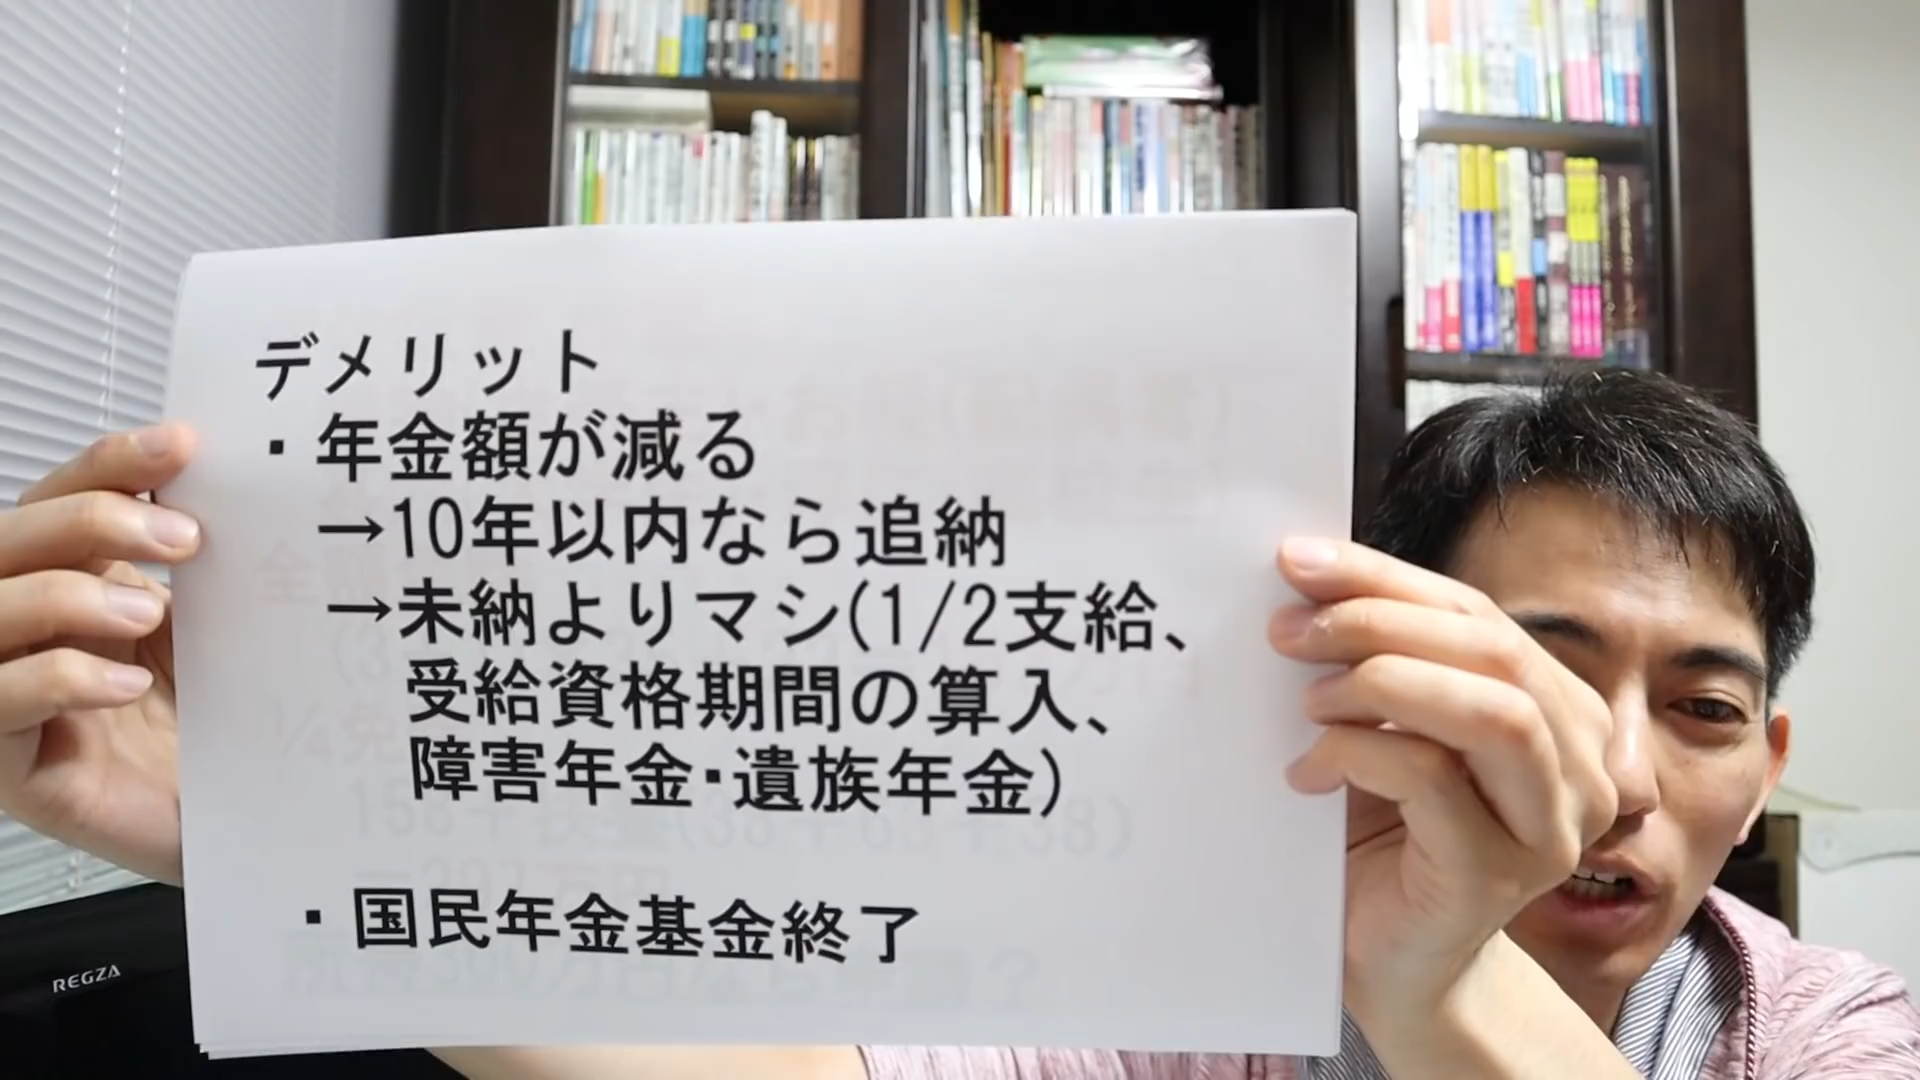 デメリット
・年金額が減る
→10年以内なら追納
→未納よりマシ(1/2支給、
受給資格期間の算入、
障害年金・遺族年金)
・国民年金基金終了
REGZA